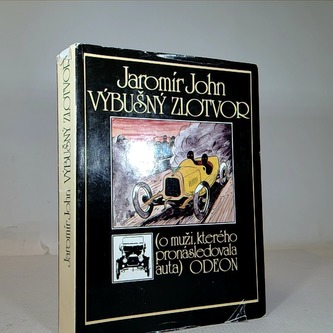 Jaromír John
VÝBUŠNÝ ZLOTVOR
(o muži, kterého
pronásledovala
auta) ODEON
Jaromír John VÝBUŠNÝ ZLOTVOR